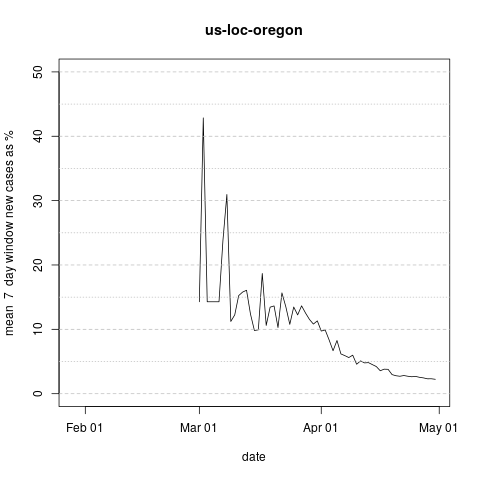 us-loc-oregon
mean  7  day window new cases as %
50
40
30
20
10
0
Feb 01
Mar 01
Apr 01
May 01
date